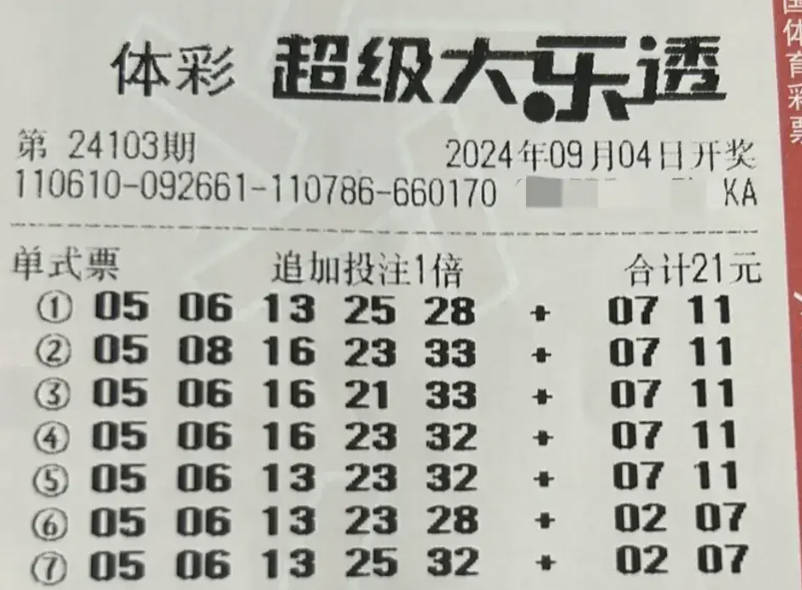 体彩 超级大乐透
第 24103期 2024年09月04日开奖
110610-092661-110786-660170 KA
单式票 追加投注1倍 合计21元
① 05 06 13 25 28 + 07 11
② 05 08 16 23 33 + 07 11
③ 05 06 16 21 33 + 07 11
④ 05 06 16 23 32 + 07 11
⑤ 05 06 13 23 32 + 07 11
⑥ 05 06 13 23 28 + 02 07
⑦ 05 06 13 25 32 + 02 07
国体育彩票